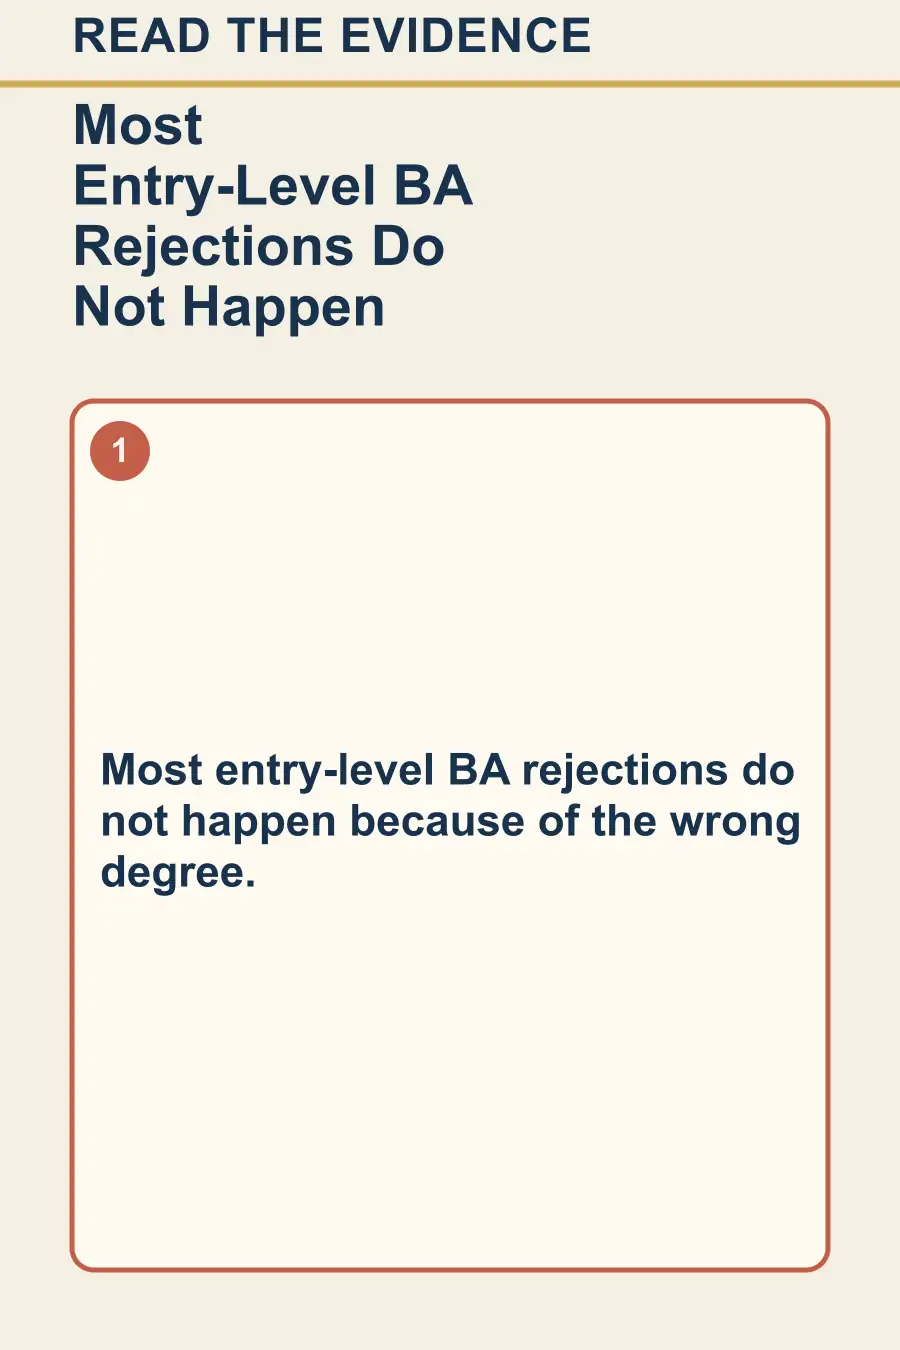 READ THE EVIDENCE
Most
Entry-Level BA
Rejections Do
Not Happen
1
Most entry-level BA rejections do
not happen because of the wrong
degree.